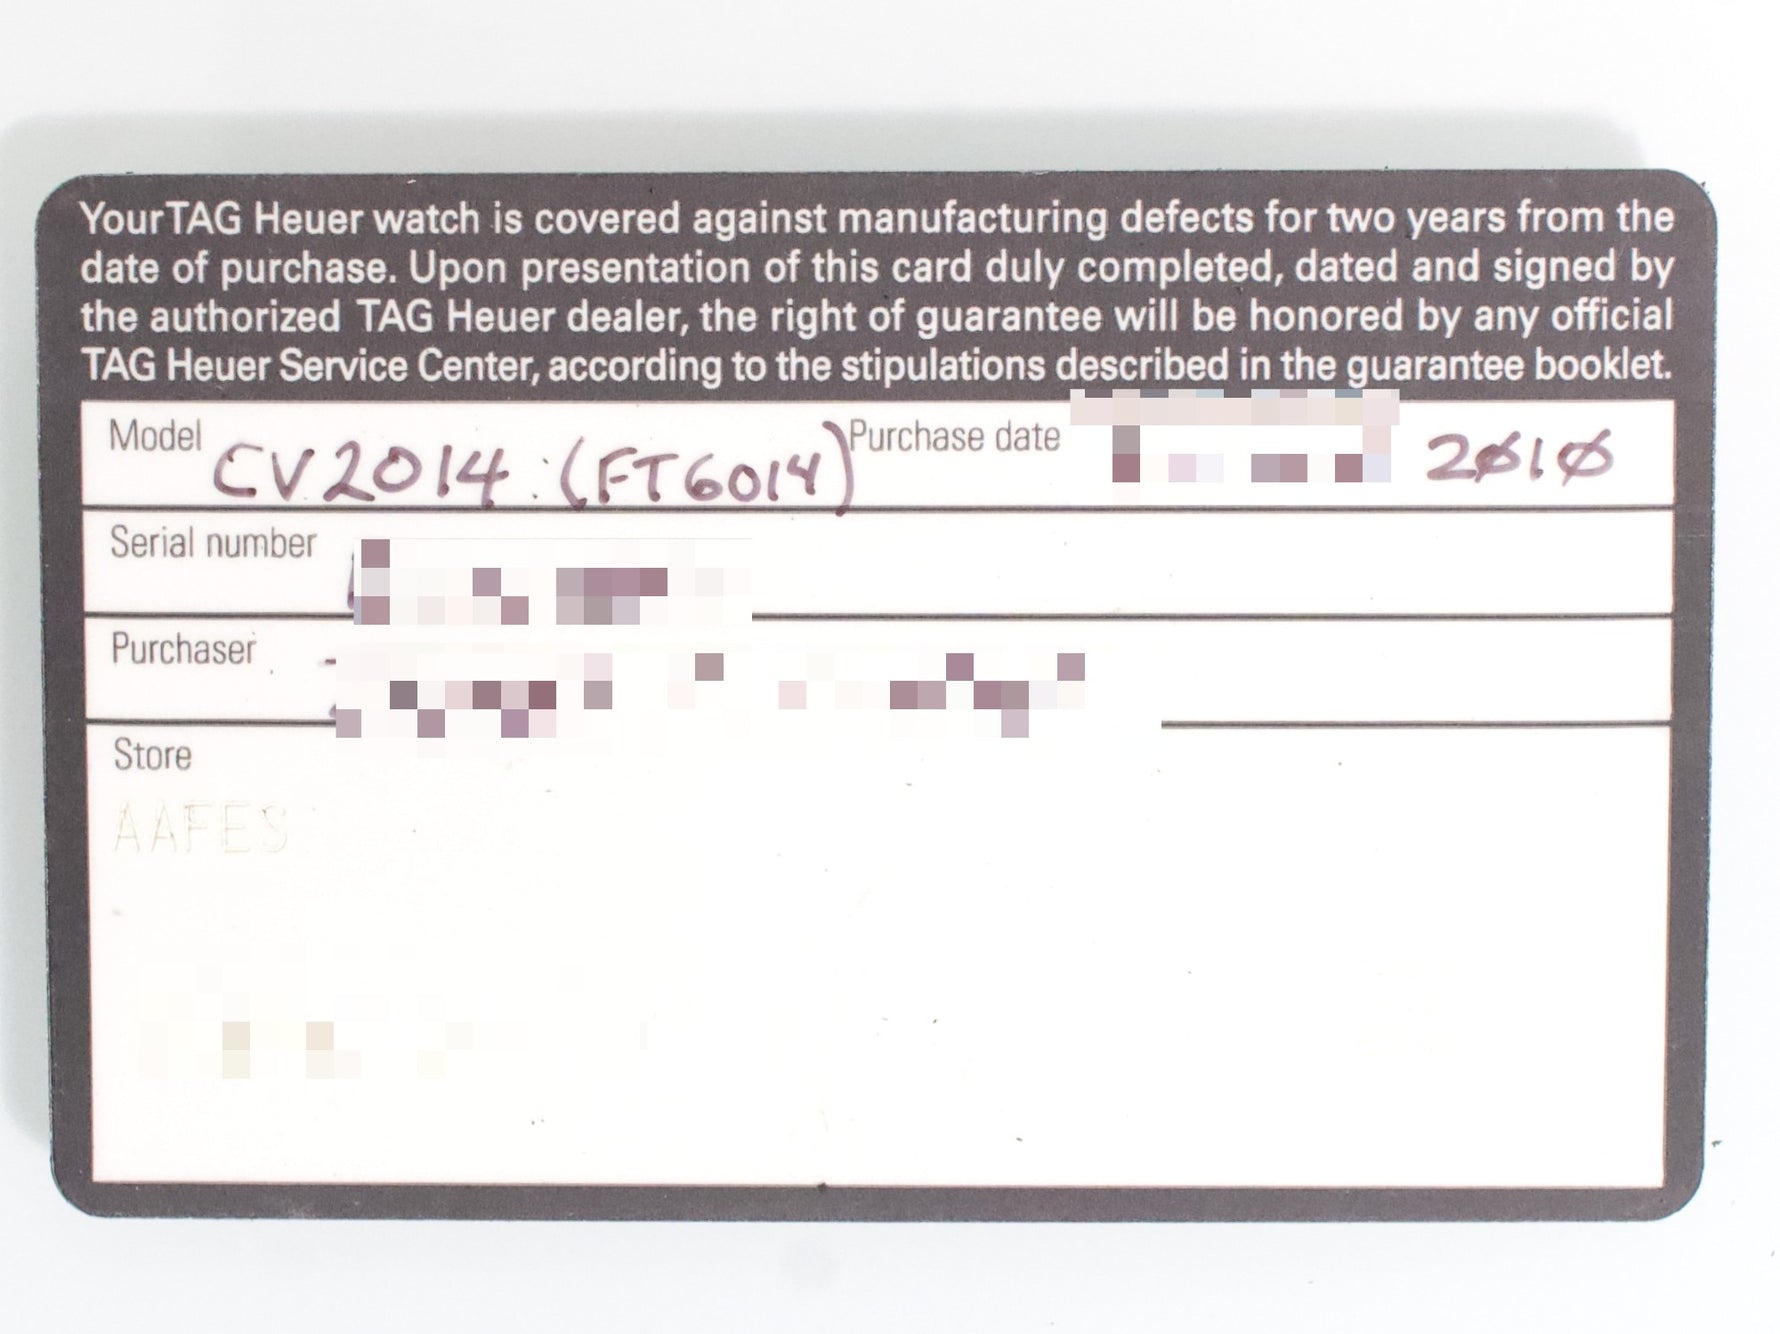 Your TAG Heuer watch is covered against manufacturing defects for two years from the
date of purchase. Upon presentation of this card duly completed, dated and signed by
the authorized TAG Heuer dealer, the right of guarantee will be honored by any official
TAG Heuer Service Center, according to the stipulations described in the guarantee booklet.
Model CV2014 (FT6014) Purchase date 2010
Serial number
Purchaser
Store
AAFES